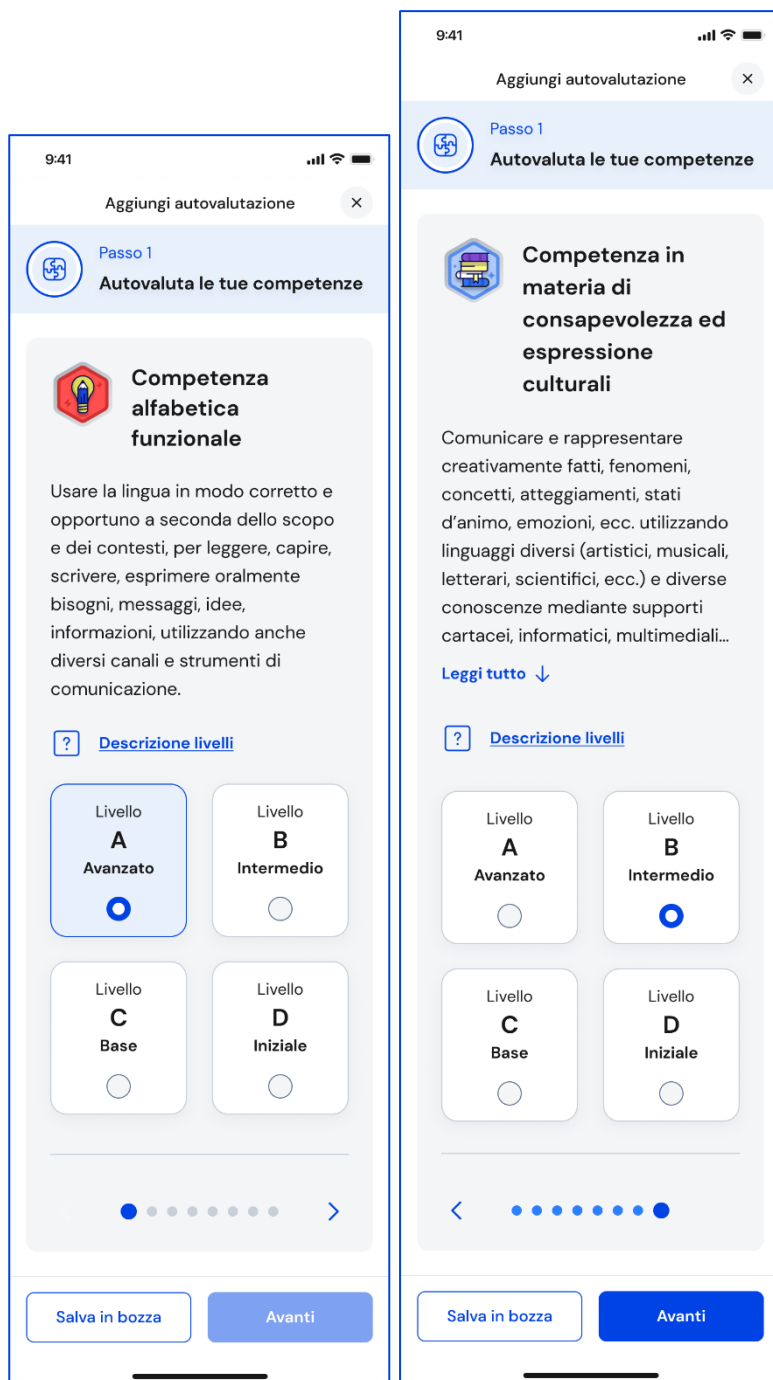 9:41
Aggiungi autovalutazione
Passo 1
Autovaluta le tue competenze
Competenza
alfabetica
funzionale
Usare la lingua in modo corretto e
opportuno a seconda dello scopo
e dei contesti, per leggere, capire,
scrivere, esprimere oralmente
bisogni, messaggi, idee,
informazioni, utilizzando anche
diversi canali e strumenti di
comunicazione.
? Descrizione livelli
Livello
A
Avanzato
Livello
B
Intermedio
Livello
C
Base
Livello
D
Iniziale
Salva in bozza
Avanti
9:41
Aggiungi autovalutazione
Passo 1
Autovaluta le tue competenze
Competenza in
materia di
consapevolezza ed
espressione
culturali
Comunicare e rappresentare
creativamente fatti, fenomeni,
concetti, atteggiamenti, stati
d’animo, emozioni, ecc. utilizzando
linguaggi diversi (artistici, musicali,
letterari, scientifici, ecc.) e diverse
conoscenze mediante supporti
cartacei, informatici, multimediali...
Leggi tutto
? Descrizione livelli
Livello
A
Avanzato
Livello
B
Intermedio
Livello
C
Base
Livello
D
Iniziale
Salva in bozza
Avanti